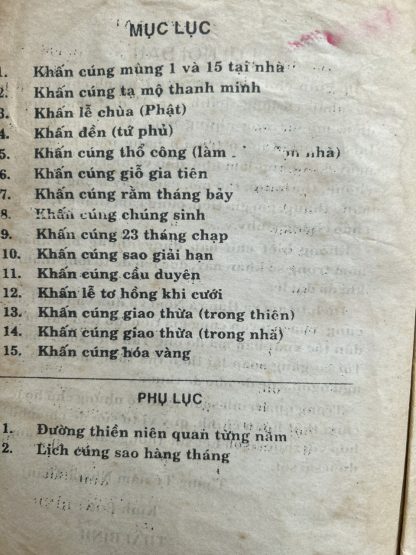 MỤC LỤC
1. Khấn cúng mùng 1 và 15 tại nhà
2. Khấn cúng tạ mộ thanh minh
3. Khấn lễ chùa (Phật)
4. Khấn đền (tứ phủ)
5. Khấn cúng thổ công (làm nhà)
6. Khấn cúng giỗ gia tiên
7. Khấn cúng rằm tháng bảy
8. Khấn cúng chúng sinh
9. Khấn cúng 23 tháng chạp
10. Khấn cúng sao giải hạn
11. Khấn cúng cầu duyên
12. Khấn lễ tơ hồng khi cưới
13. Khấn cúng giao thừa (trong thiên)
14. Khấn cúng giao thừa (trong nhà)
15. Khấn cúng hóa vàng
PHỤ LỤC
1. Đường thiền niên quan từng năm
2. Lịch cúng sao hàng tháng